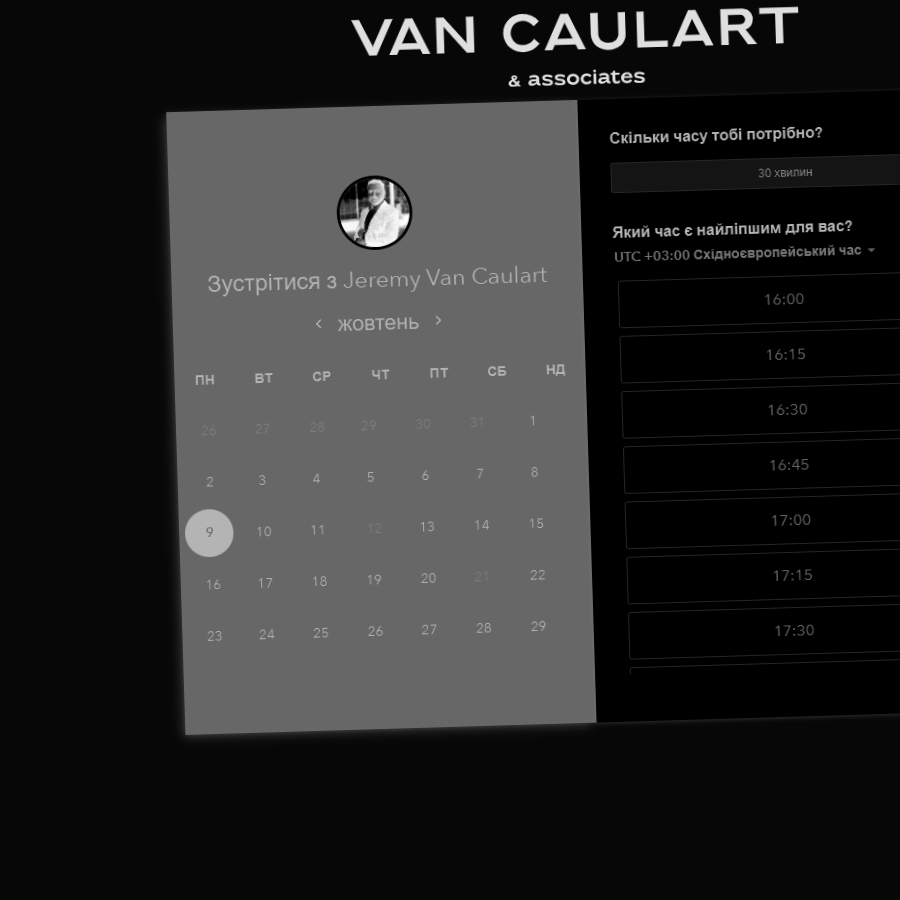 VAN CAULART
& associates
Зустрітися з Jeremy Van Caulart
жовтень
ПН ВТ СР ЧТ ПТ СБ НД
26 27 28 29 30 31 1
2 3 4 5 6 7 8
9 10 11 12 13 14 15
16 17 18 19 20 21 22
23 24 25 26 27 28 29
Скільки часу тобі потрібно?
30 хвилин
Який час є найліпшим для вас?
UTC +03:00 Східноєвропейський час
16:00
16:15
16:30
16:45
17:00
17:15
17:30